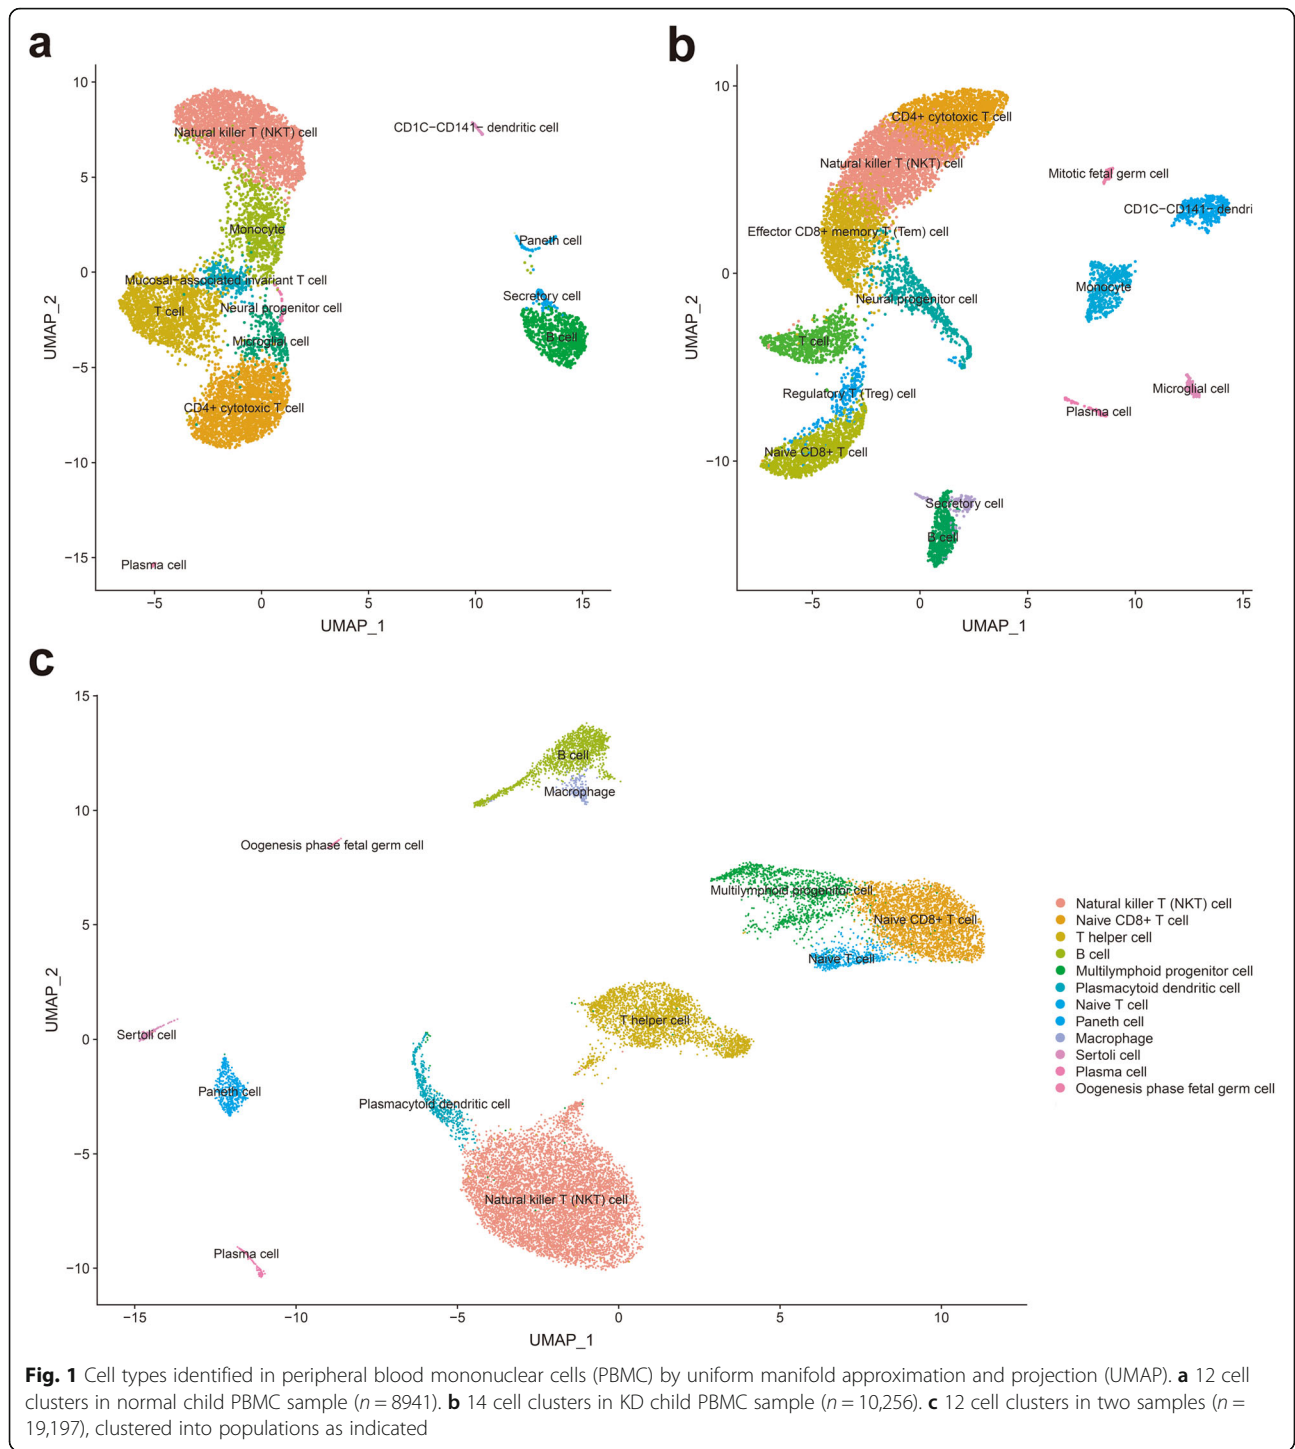 a
10
5
0
−5
−10
−15
UMAP_2
−5
0
5
10
15
UMAP_1
Natural killer T (NKT) cell
CD1C−CD141− dendritic cell
Monocyte
Paneth cell
Mucosal−associated invariant T cell
Secretory cell
Neural progenitor cell
T cell
B cell
Microglial cell
CD4+ cytotoxic T cell
Plasma cell
b
10
0
−10
UMAP_2
−5
0
5
10
15
UMAP_1
CD4+ cytotoxic T cell
Natural killer T (NKT) cell
Mitotic fetal germ cell
CD1C−CD141− dendri
Effector CD8+ memory T (Tem) cell
Monocyte
Neural progenitor cell
T cell
Microglial cell
Regulatory T (Treg) cell
Plasma cell
Naive CD8+ T cell
Secretory cell
B cell
c
15
10
5
0
−5
−10
UMAP_2
−15
−10
−5
0
5
10
UMAP_1
B cell
Macrophage
Oogenesis phase fetal germ cell
Multilymphoid progenitor cell
Naive CD8+ T cell
Naive T cell
T helper cell
Sertoli cell
Paneth cell
Plasmacytoid dendritic cell
Natural killer T (NKT) cell
Plasma cell
Natural killer T (NKT) cell
Naive CD8+ T cell
T helper cell
B cell
Multilymphoid progenitor cell
Plasmacytoid dendritic cell
Naive T cell
Paneth cell
Macrophage
Sertoli cell
Plasma cell
Oogenesis phase fetal germ cell
Fig. 1 Cell types identified in peripheral blood mononuclear cells (PBMC) by uniform manifold approximation and projection (UMAP). a 12 cell
clusters in normal child PBMC sample (n = 8941). b 14 cell clusters in KD child PBMC sample (n = 10,256). c 12 cell clusters in two samples (n =
19,197), clustered into populations as indicated